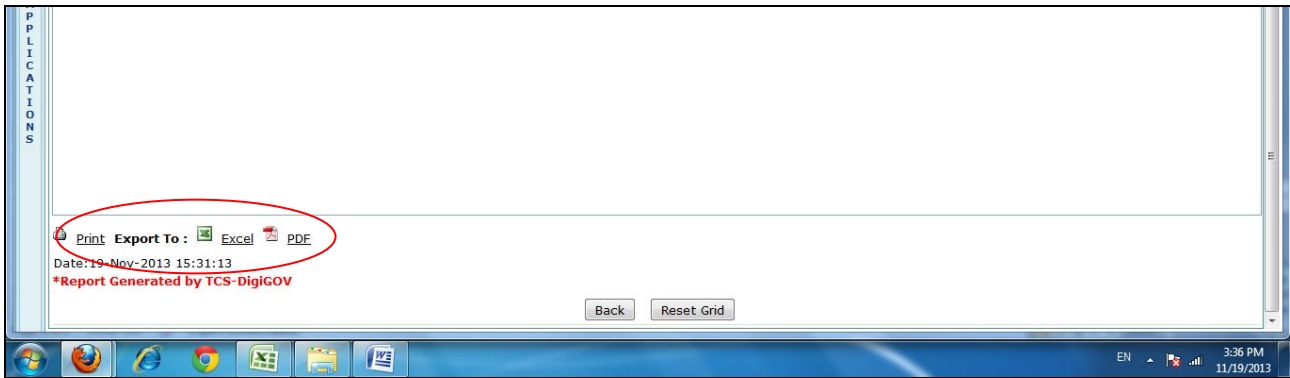 P
P
L
I
C
A
T
I
O
N
S
Print Export To : Excel PDF
Date:19-Nov-2013 15:31:13
*Report Generated by TCS-DigiGOV
Back Reset Grid
EN 3:36 PM
11/19/2013